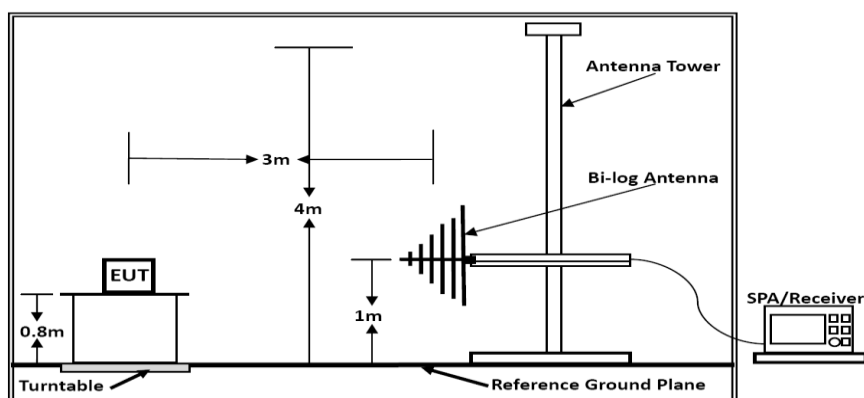 Antenna Tower
3m
Bi-log Antenna
4m
EUT
0.8m
1m
SPA/Receiver
Turntable
Reference Ground Plane